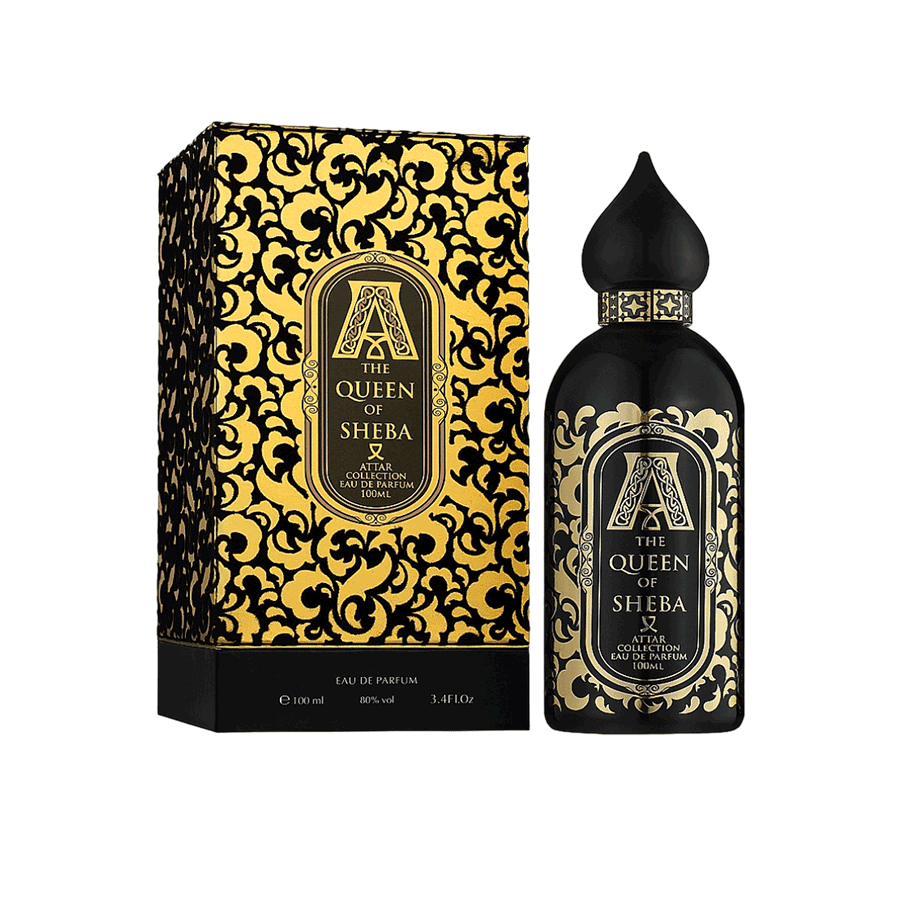 A
THE
QUEEN
OF
SHEBA
ATTAR
COLLECTION
EAU DE PARFUM
100ML
EAU DE PARFUM
℮ 100 ml 80% vol 3.4Fl.Oz
A
THE
QUEEN
OF
SHEBA
ATTAR
COLLECTION
EAU DE PARFUM
100ML